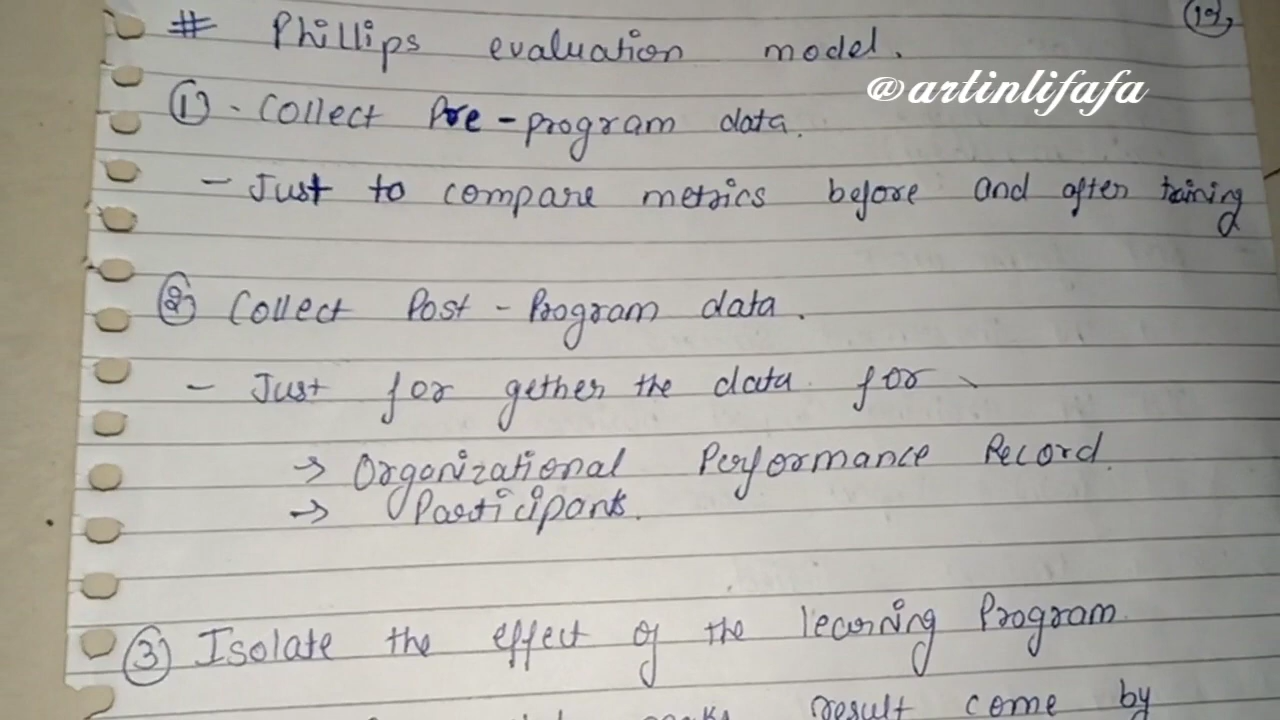 # Phillips evaluation model.
@artinlifafa
① - Collect Pre-program data.
- Just to compare metrics before and after training
② Collect Post-Program data.
- Just for gether the data for
→ Organizational Performance Record.
→ Participants.
③ Isolate the effect of the learning Program.
result come by